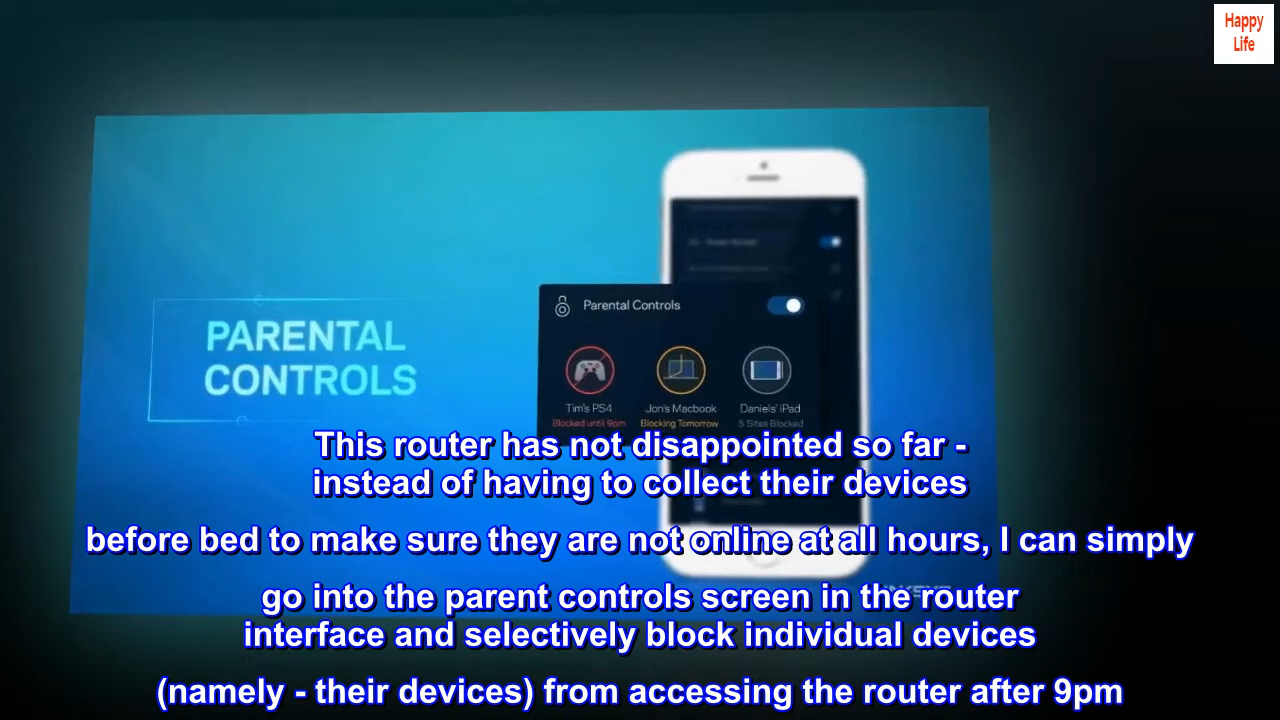 Happy
Life
PARENTAL
CONTROLS
Parental Controls
Tim's PS4
Jon's Macbook
Daniels' iPad
Blocked until 9pm
Blocking Tomorrow
5 Sites Blocked
This router has not disappointed so far -
instead of having to collect their devices
before bed to make sure they are not online at all hours, I can simply
go into the parent controls screen in the router
interface and selectively block individual devices
(namely - their devices) from accessing the router after 9pm